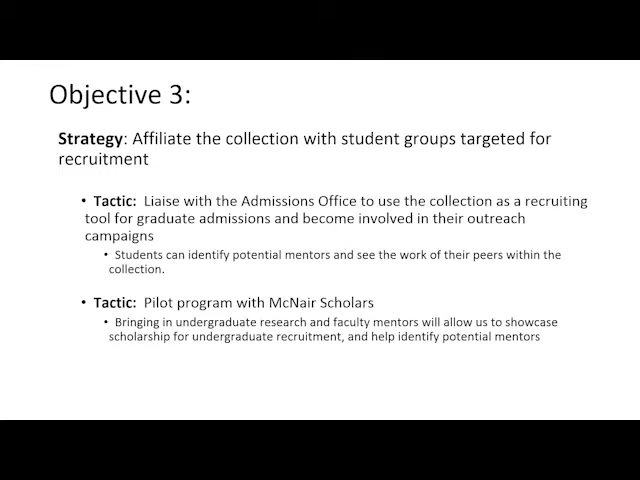 Objective 3:
Strategy: Affiliate the collection with student groups targeted for
recruitment
• Tactic: Liaise with the Admissions Office to use the collection as a recruiting
tool for graduate admissions and become involved in their outreach
campaigns
• Students can identify potential mentors and see the work of their peers within the
collection.
• Tactic: Pilot program with McNair Scholars
• Bringing in undergraduate research and faculty mentors will allow us to showcase
scholarship for undergraduate recruitment, and help identify potential mentors